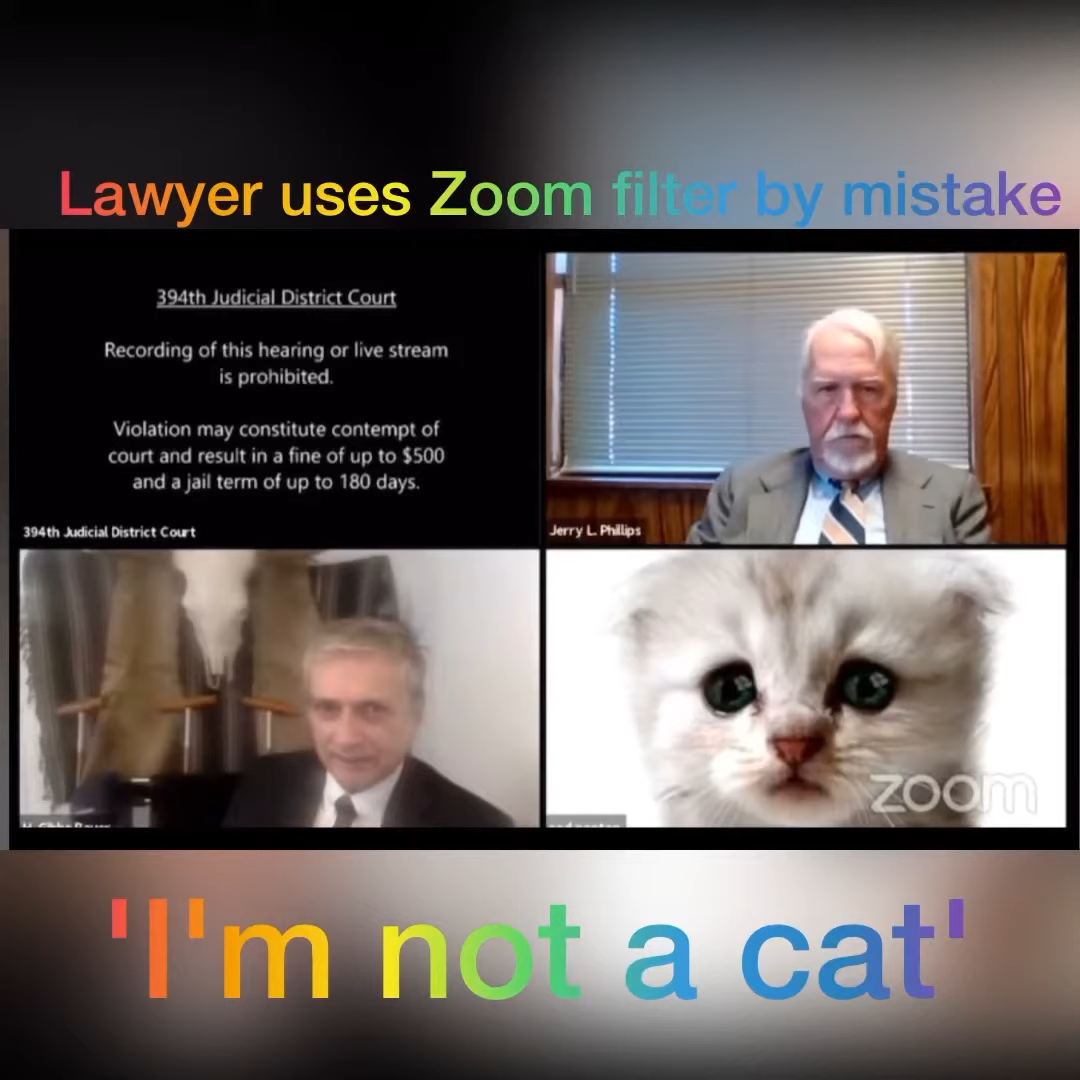 Lawyer uses Zoom filter by mistake
394th Judicial District Court
Recording of this hearing or live stream
is prohibited.
Violation may constitute contempt of
court and result in a fine of up to $500
and a jail term of up to 180 days.
394th Judicial District Court
Jerry L. Phillips
zoom
'I'm not a cat'